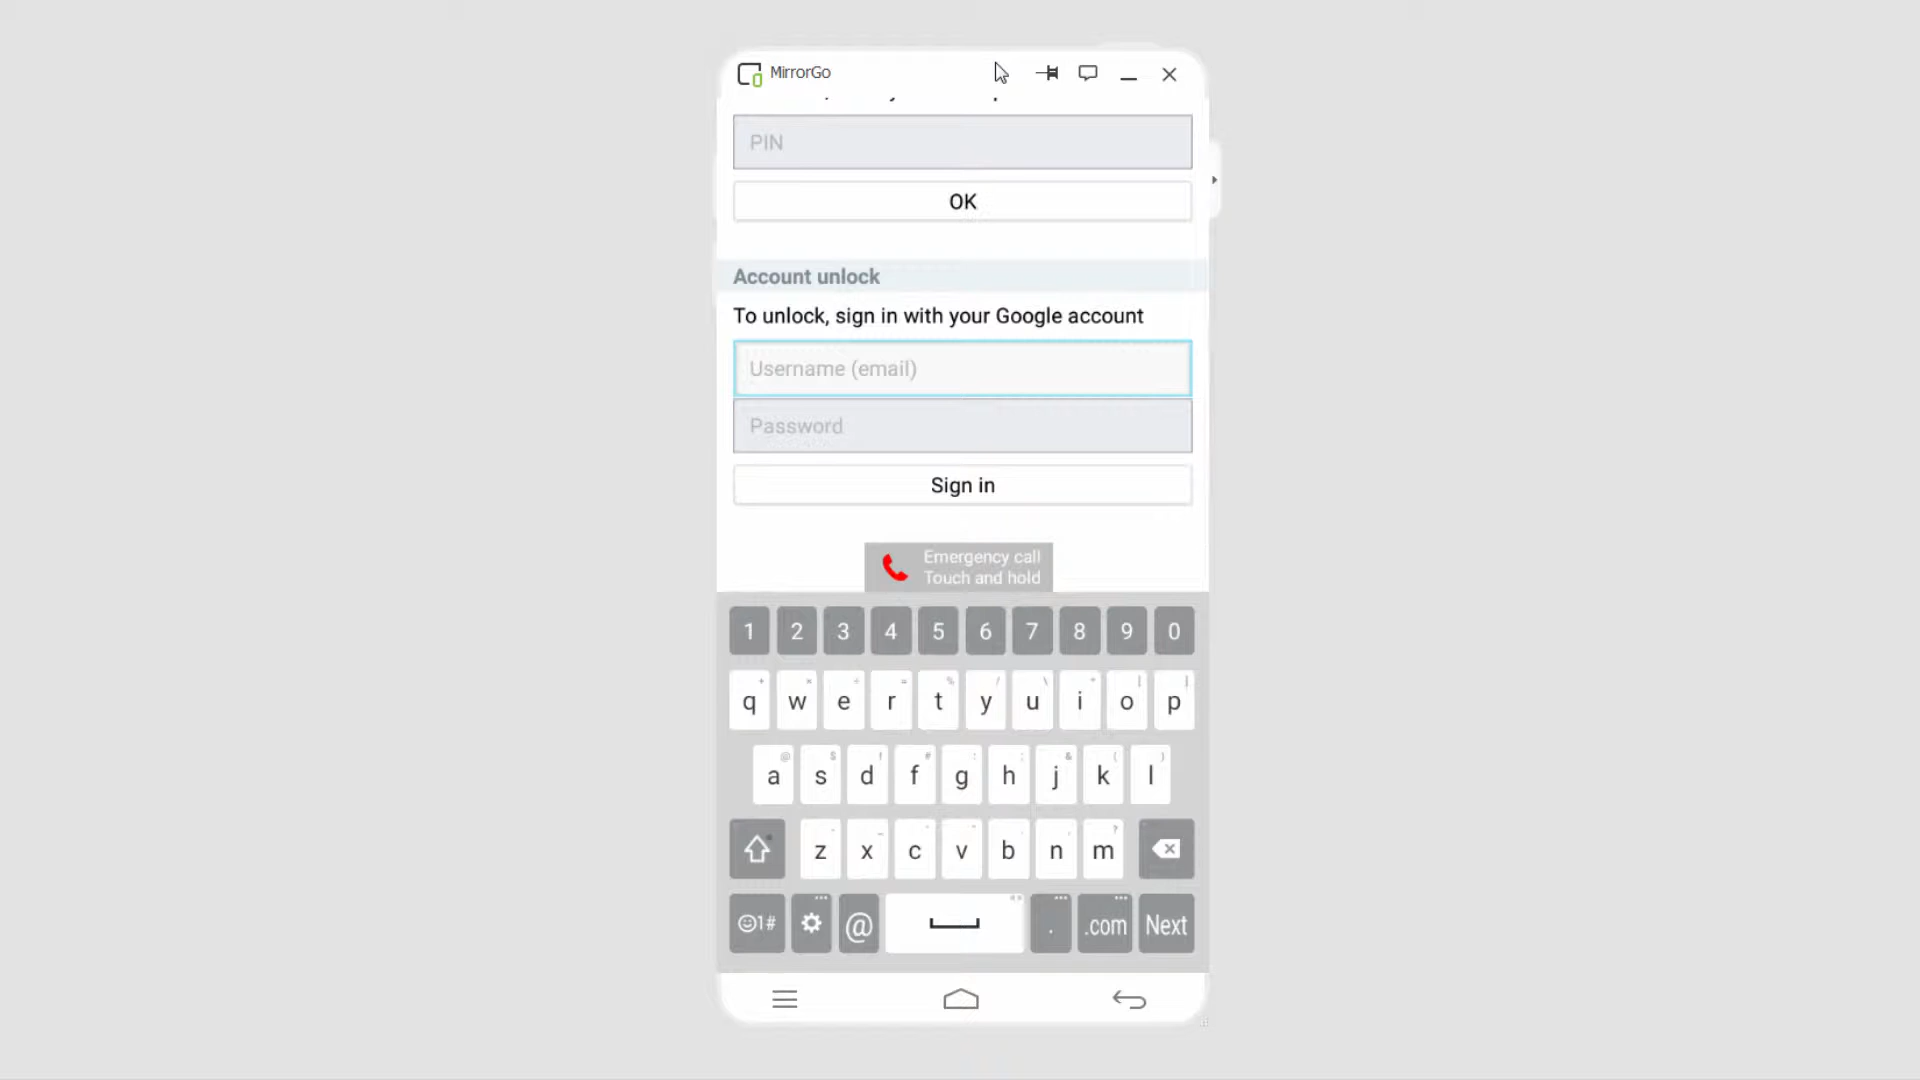 MirrorGo
PIN
OK
Account unlock
To unlock, sign in with your Google account
Username (email)
Password
Sign in
Emergency call
Touch and hold
1 2 3 4 5 6 7 8 9 0
q w e r t y u i o p
a s d f g h j k l
z x c v b n m
1# @ . .com Next